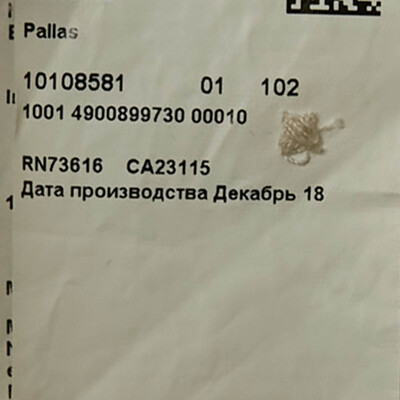 Pallas
10108581 01 102
1001 4900899730 00010
RN73616 CA23115
Дата производства Декабрь 18